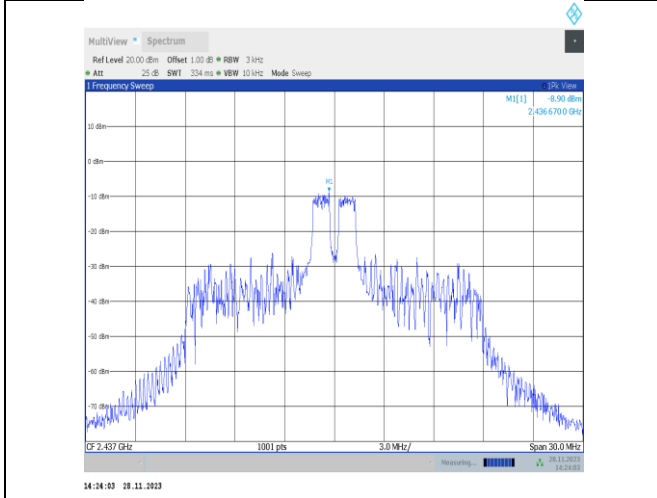 MultiView Spectrum
Ref Level 20.00 dBm Offset 1.00 dB RBW 3 kHz
Att 25 dB SWT 334 ms VBW 10 kHz Mode Sweep
1 Frequency Sweep 1Pk View
M1[1] -8.90 dBm
2.4366700 GHz
10 dBm
0 dBm
M1
-10 dBm
-20 dBm
-30 dBm
-40 dBm
-50 dBm
-60 dBm
-70 dBm
CF 2.437 GHz 1001 pts 3.0 MHz/ Span 30.0 MHz
Measuring... 28.11.2023
14:24:03
14:24:03 28.11.2023